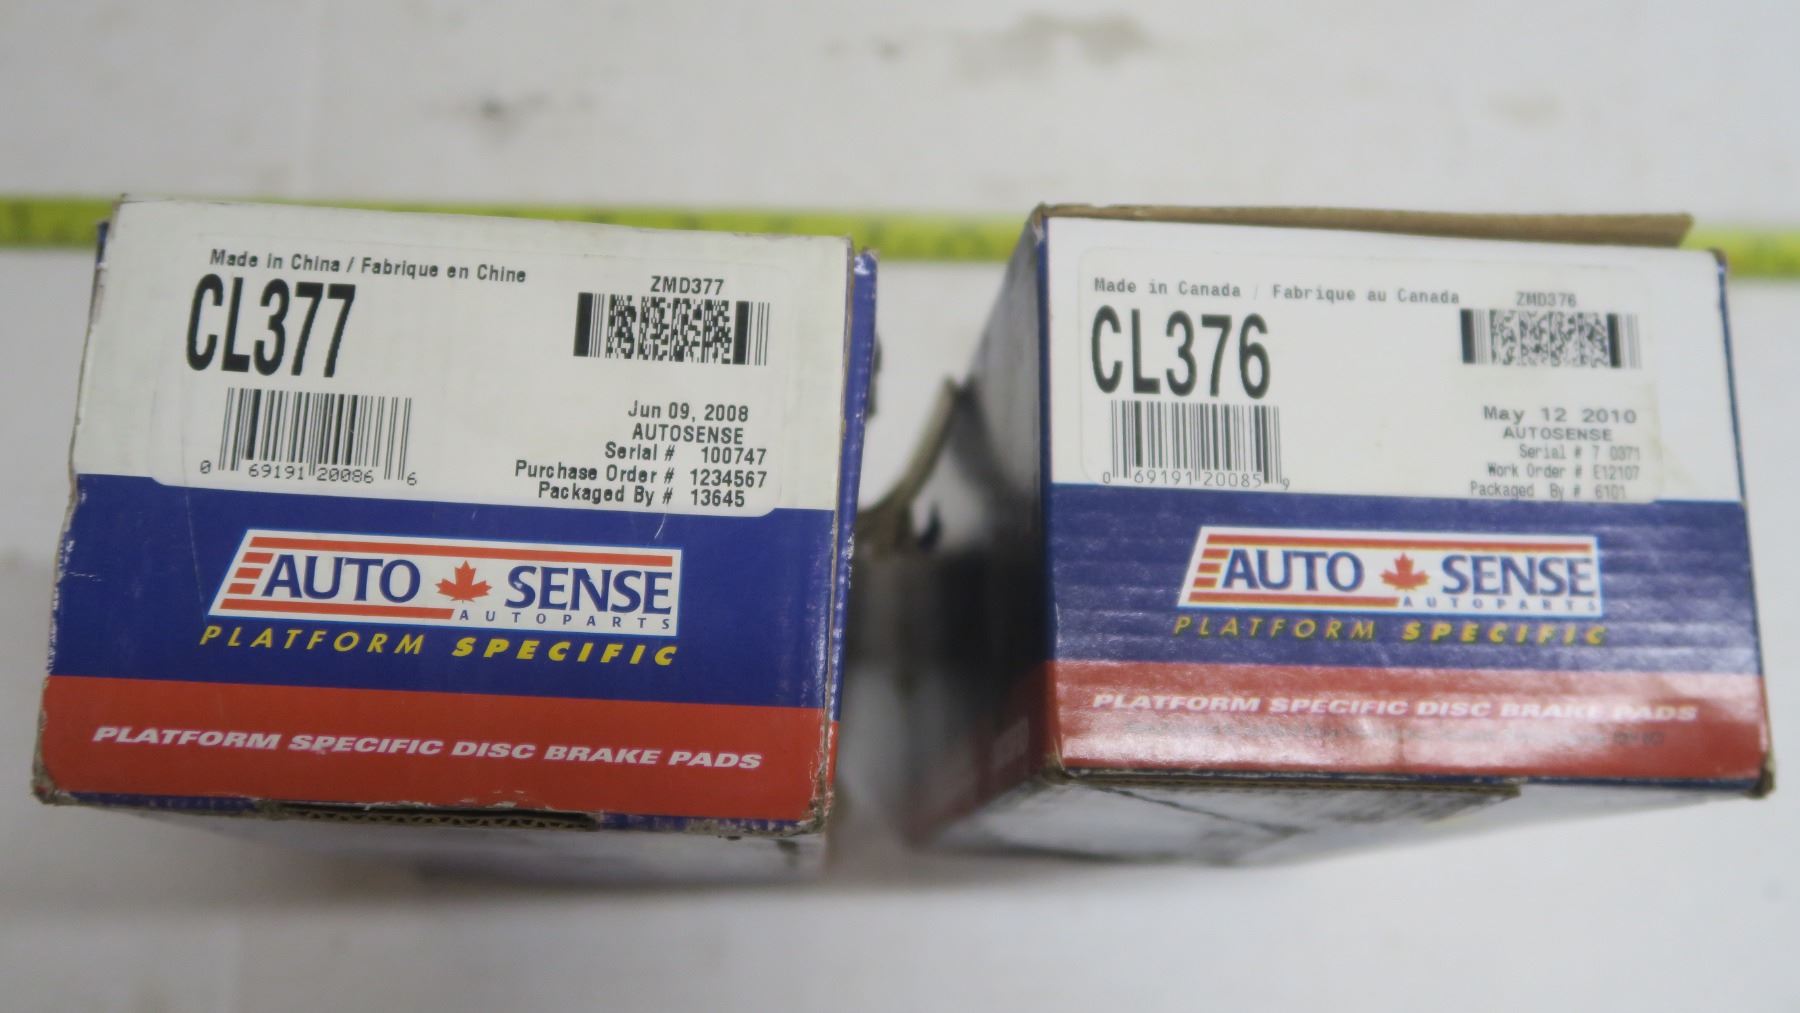 Made in China / Fabrique en Chine
CL377
ZMD377
0 69191 20086 6
Jun 09, 2008
AUTOSENSE
Serial # 100747
Purchase Order # 1234567
Packaged By # 13645
AUTO SENSE
AUTOPARTS
PLATFORM SPECIFIC
PLATFORM SPECIFIC DISC BRAKE PADS
Made in Canada / Fabrique au Canada
CL376
ZMD376
0 69191 20085 9
May 12 2010
AUTOSENSE
Serial # 7 0371
Work Order # E12107
Packaged By # 6101
AUTO SENSE
AUTOPARTS
PLATFORM SPECIFIC
PLATFORM SPECIFIC DISC BRAKE PADS